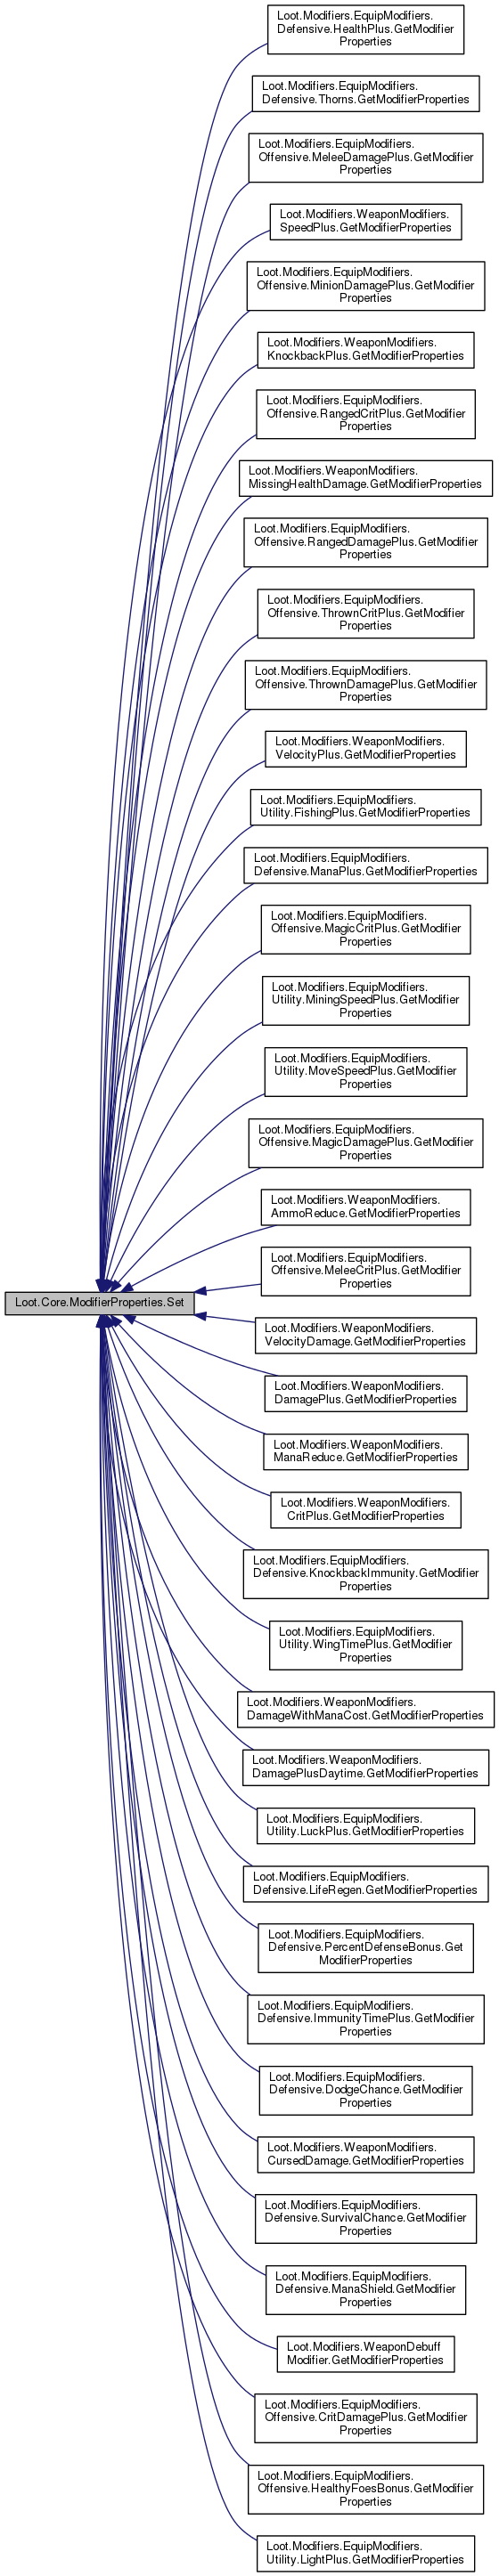 Loot.Modifiers.EquipModifiers.
Defensive.HealthPlus.GetModifier
Properties
Loot.Modifiers.EquipModifiers.
Defensive.Thorns.GetModifierProperties
Loot.Modifiers.EquipModifiers.
Offensive.MeleeDamagePlus.GetModifier
Properties
Loot.Modifiers.WeaponModifiers.
SpeedPlus.GetModifierProperties
Loot.Modifiers.EquipModifiers.
Offensive.MinionDamagePlus.GetModifier
Properties
Loot.Modifiers.WeaponModifiers.
KnockbackPlus.GetModifierProperties
Loot.Modifiers.EquipModifiers.
Offensive.RangedCritPlus.GetModifier
Properties
Loot.Modifiers.WeaponModifiers.
MissingHealthDamage.GetModifierProperties
Loot.Modifiers.EquipModifiers.
Offensive.RangedDamagePlus.GetModifier
Properties
Loot.Modifiers.EquipModifiers.
Offensive.ThrownCritPlus.GetModifier
Properties
Loot.Modifiers.EquipModifiers.
Offensive.ThrownDamagePlus.GetModifier
Properties
Loot.Modifiers.WeaponModifiers.
VelocityPlus.GetModifierProperties
Loot.Modifiers.EquipModifiers.
Utility.FishingPlus.GetModifierProperties
Loot.Modifiers.EquipModifiers.
Defensive.ManaPlus.GetModifierProperties
Loot.Modifiers.EquipModifiers.
Offensive.MagicCritPlus.GetModifier
Properties
Loot.Modifiers.EquipModifiers.
Utility.MiningSpeedPlus.GetModifier
Properties
Loot.Modifiers.EquipModifiers.
Utility.MoveSpeedPlus.GetModifier
Properties
Loot.Modifiers.EquipModifiers.
Offensive.MagicDamagePlus.GetModifier
Properties
Loot.Modifiers.WeaponModifiers.
AmmoReduce.GetModifierProperties
Loot.Modifiers.EquipModifiers.
Offensive.MeleeCritPlus.GetModifier
Properties
Loot.Core.ModifierProperties.Set
Loot.Modifiers.WeaponModifiers.
VelocityDamage.GetModifierProperties
Loot.Modifiers.WeaponModifiers.
DamagePlus.GetModifierProperties
Loot.Modifiers.WeaponModifiers.
ManaReduce.GetModifierProperties
Loot.Modifiers.WeaponModifiers.
CritPlus.GetModifierProperties
Loot.Modifiers.EquipModifiers.
Defensive.KnockbackImmunity.GetModifier
Properties
Loot.Modifiers.EquipModifiers.
Utility.WingTimePlus.GetModifier
Properties
Loot.Modifiers.WeaponModifiers.
DamageWithManaCost.GetModifierProperties
Loot.Modifiers.WeaponModifiers.
DamagePlusDaytime.GetModifierProperties
Loot.Modifiers.EquipModifiers.
Utility.LuckPlus.GetModifierProperties
Loot.Modifiers.EquipModifiers.
Defensive.LifeRegen.GetModifierProperties
Loot.Modifiers.EquipModifiers.
Defensive.PercentDefenseBonus.Get
ModifierProperties
Loot.Modifiers.EquipModifiers.
Defensive.ImmunityTimePlus.GetModifier
Properties
Loot.Modifiers.EquipModifiers.
Defensive.DodgeChance.GetModifier
Properties
Loot.Modifiers.WeaponModifiers.
CursedDamage.GetModifierProperties
Loot.Modifiers.EquipModifiers.
Defensive.SurvivalChance.GetModifier
Properties
Loot.Modifiers.EquipModifiers.
Defensive.ManaShield.GetModifier
Properties
Loot.Modifiers.WeaponDebuff
Modifier.GetModifierProperties
Loot.Modifiers.EquipModifiers.
Offensive.CritDamagePlus.GetModifier
Properties
Loot.Modifiers.EquipModifiers.
Offensive.HealthyFoesBonus.GetModifier
Properties
Loot.Modifiers.EquipModifiers.
Utility.LightPlus.GetModifierProperties